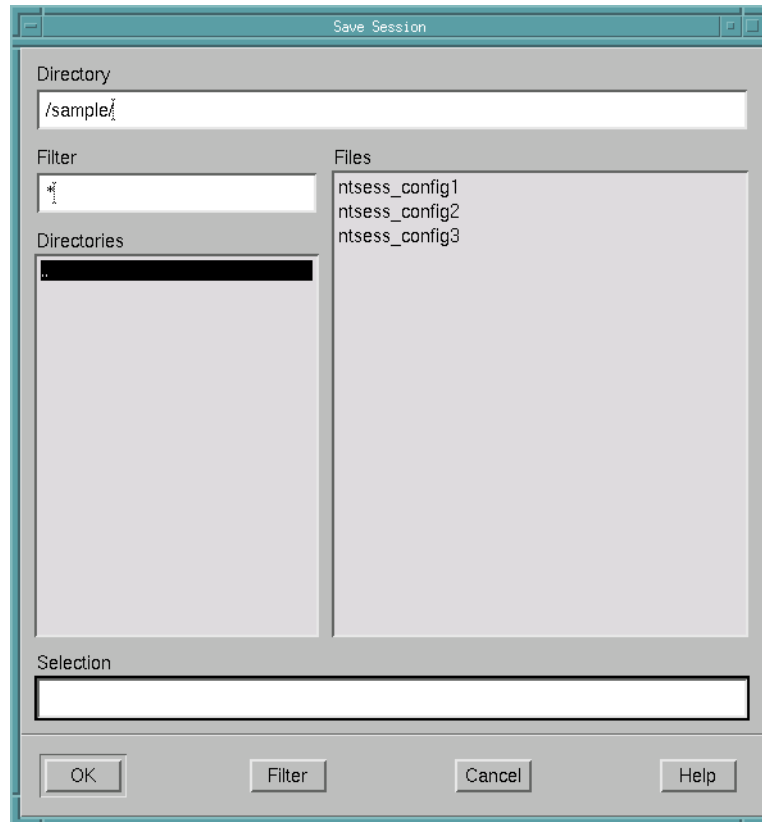 Save Session
Directory
/sample/
Filter
*
Files
ntsess_config1
ntsess_config2
ntsess_config3
Directories
..
Selection
OK
Filter
Cancel
Help